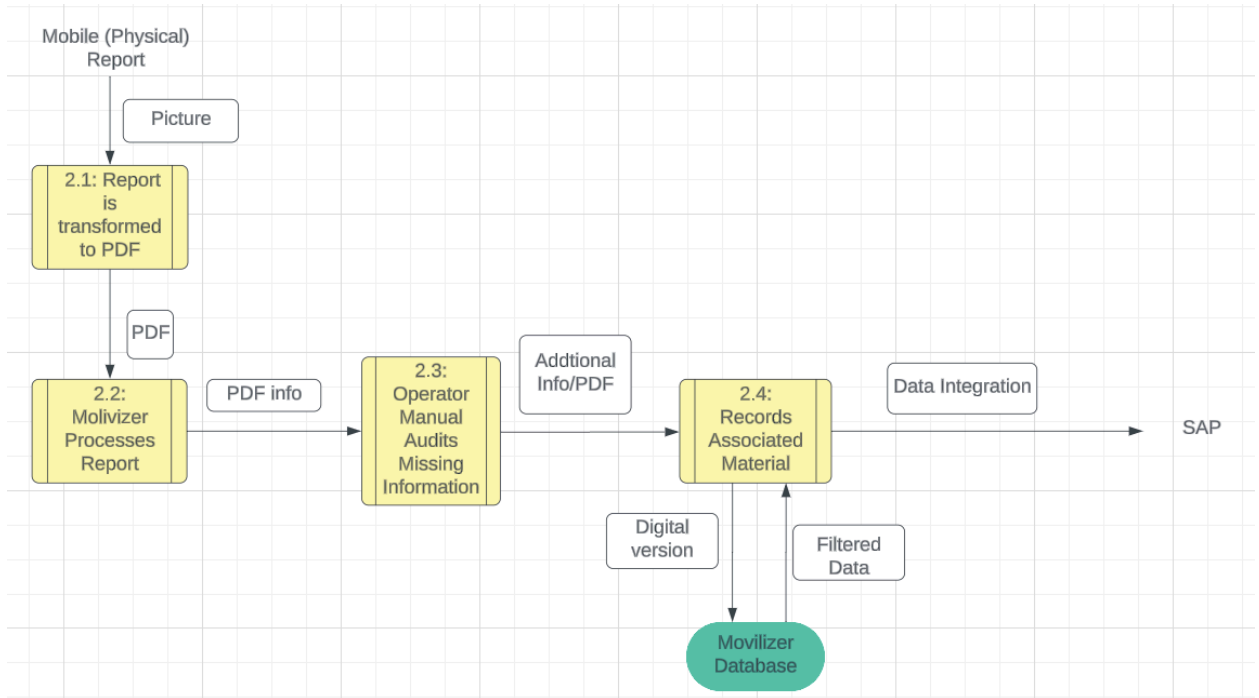 Mobile (Physical)
Report
Picture
2.1: Report
is
transformed
to PDF
PDF
2.2:
Molivizer
Processes
Report
PDF info
2.3:
Operator
Manual
Audits
Missing
Information
Addtional
Info/PDF
2.4:
Records
Associated
Material
Data Integration
SAP
Digital
version
Filtered
Data
Movilizer
Database